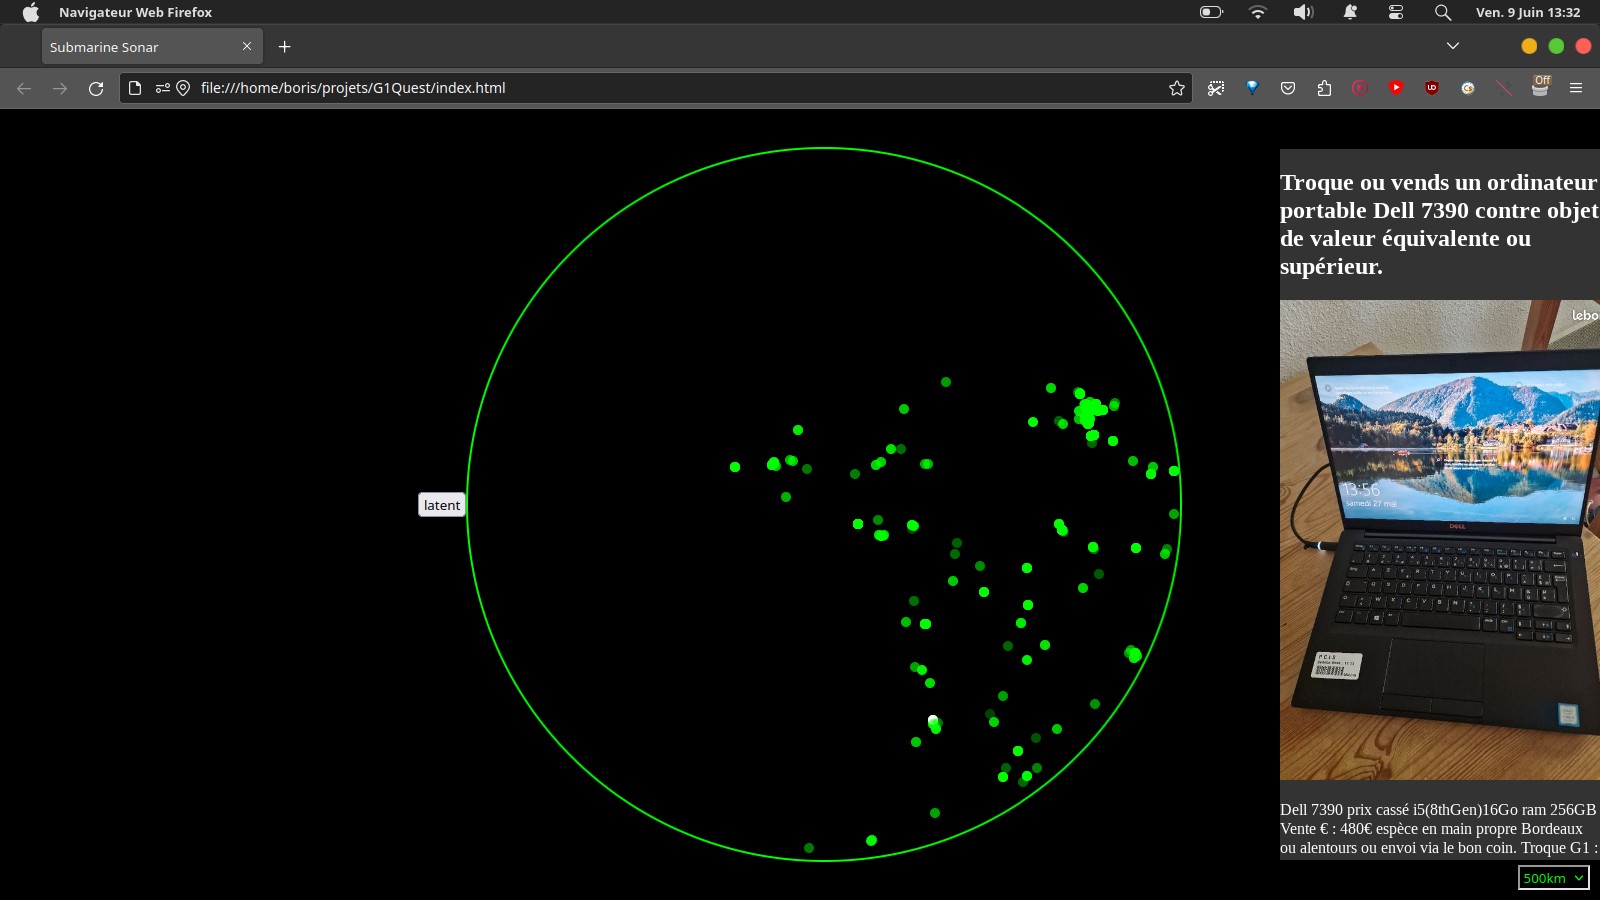 Navigateur Web Firefox
Ven. 9 Juin 13:32
Submarine Sonar
file:///home/boris/projets/G1Quest/index.html
Off
Troque ou vends un ordinateur
portable Dell 7390 contre objet
de valeur équivalente ou
supérieur.
lebo
13:56
samedi 27 mai
DELL
latent
Dell 7390 prix cassé i5(8thGen)16Go ram 256GB
Vente € : 480€ espèce en main propre Bordeaux
ou alentours ou envoi via le bon coin. Troque G1 :
500km